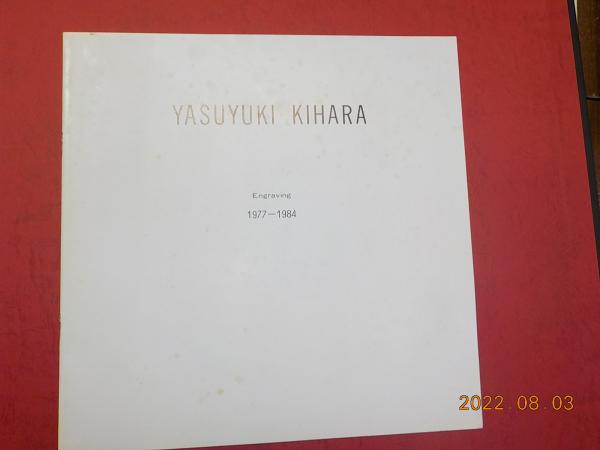 YASUYUKI KIHARA
Engraving
1977－1984
2022.08.03